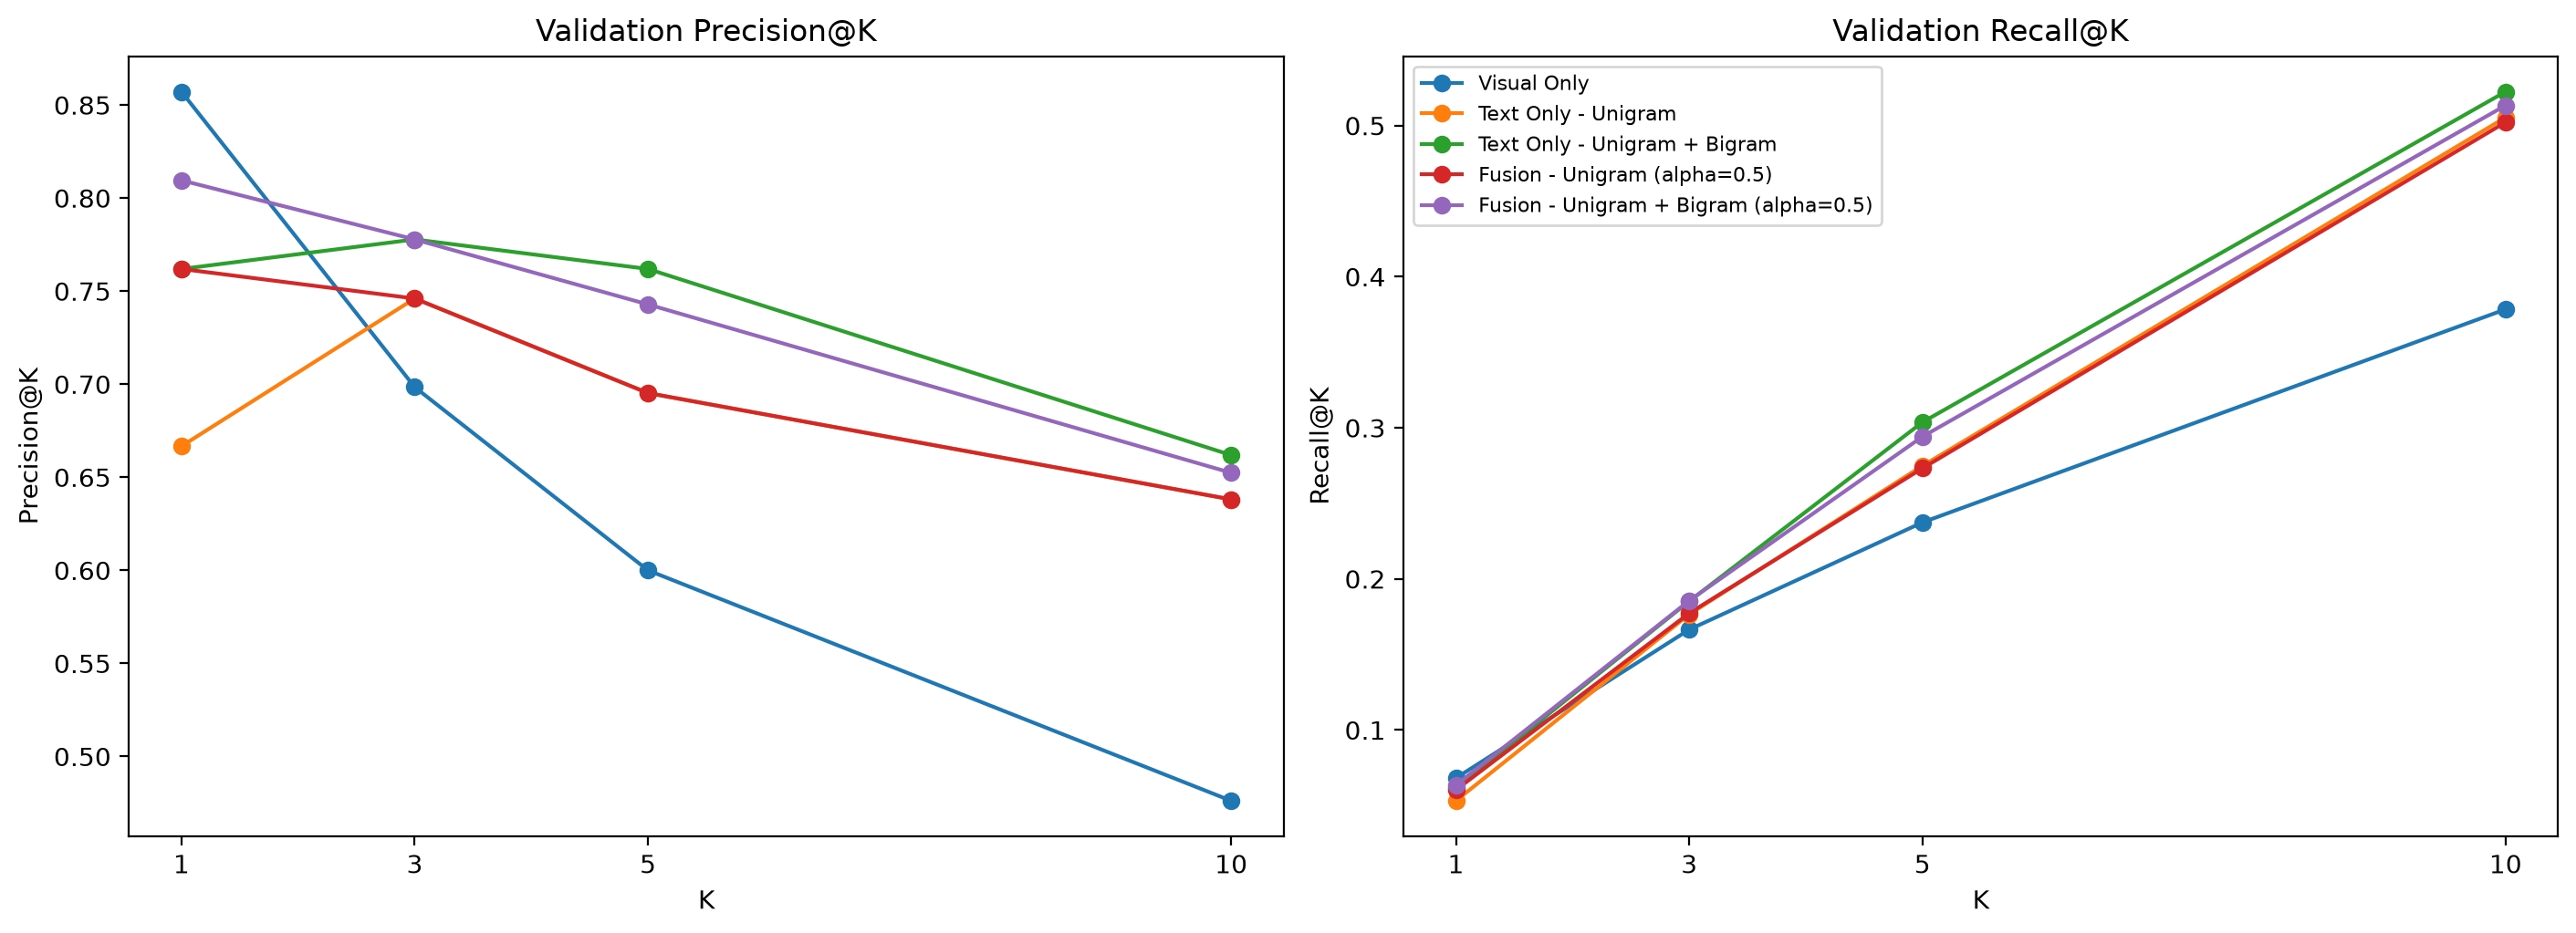 Validation Precision@K
Precision@K
0.85
0.80
0.75
0.70
0.65
0.60
0.55
0.50
1 3 5 10
K
Validation Recall@K
Recall@K
0.5
0.4
0.3
0.2
0.1
Visual Only
Text Only - Unigram
Text Only - Unigram + Bigram
Fusion - Unigram (alpha=0.5)
Fusion - Unigram + Bigram (alpha=0.5)
1 3 5 10
K